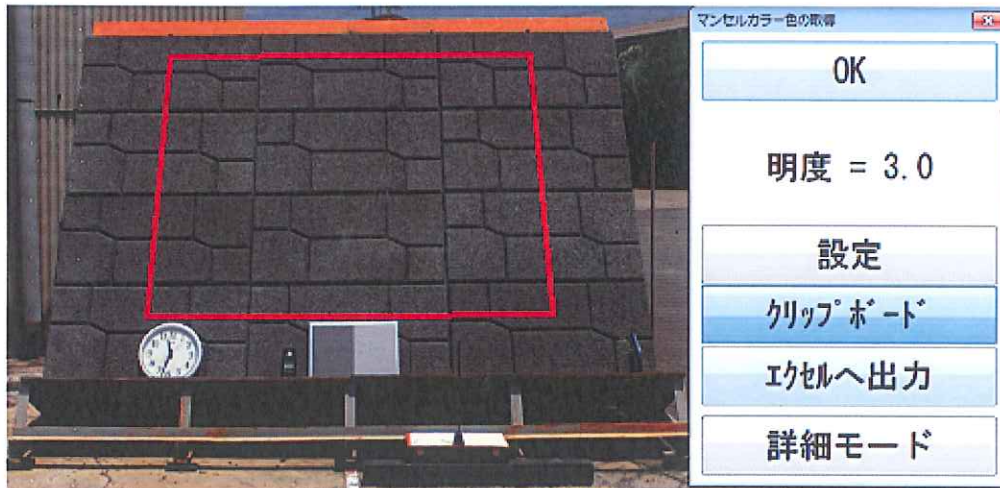 マンセルカラー色の取得
OK
明度 = 3.0
設定
クリップボード
エクセルへ出力
詳細モード